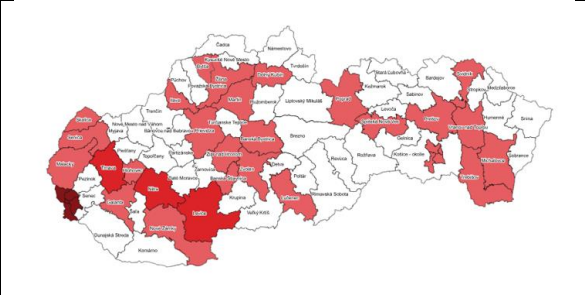 Čadca
Námestovo
Kysucké Nové Mesto
Bytča
Tvrdošín
Žilina
Dolný Kubín
Púchov
Považská Bystrica
Ilava
Martin
Ružomberok
Liptovský Mikuláš
Poprad
Kežmarok
Stará Ľubovňa
Bardejov
Svidník
Stropkov
Medzilaborce
Sabinov
Levoča
Prešov
Humenné
Snina
Vranov nad Topľou
Spišská Nová Ves
Gelnica
Košice - okolie
Michalovce
Sobrance
Trebišov
Rožňava
Revúca
Brezno
Banská Bystrica
Turčianske Teplice
Prievidza
Trenčín
Nové Mesto nad Váhom
Bánovce nad Bebravou
Myjava
Skalica
Senica
Malacky
Piešťany
Topoľčany
Partizánske
Trnava
Hlohovec
Pezinok
Senec
Galanta
Šaľa
Nitra
Zlaté Moravce
Žarnovica
Žiar nad Hronom
Zvolen
Detva
Banská Štiavnica
Krupina
Levice
Veľký Krtíš
Lučenec
Poltár
Rimavská Sobota
Nové Zámky
Dunajská Streda
Komárno